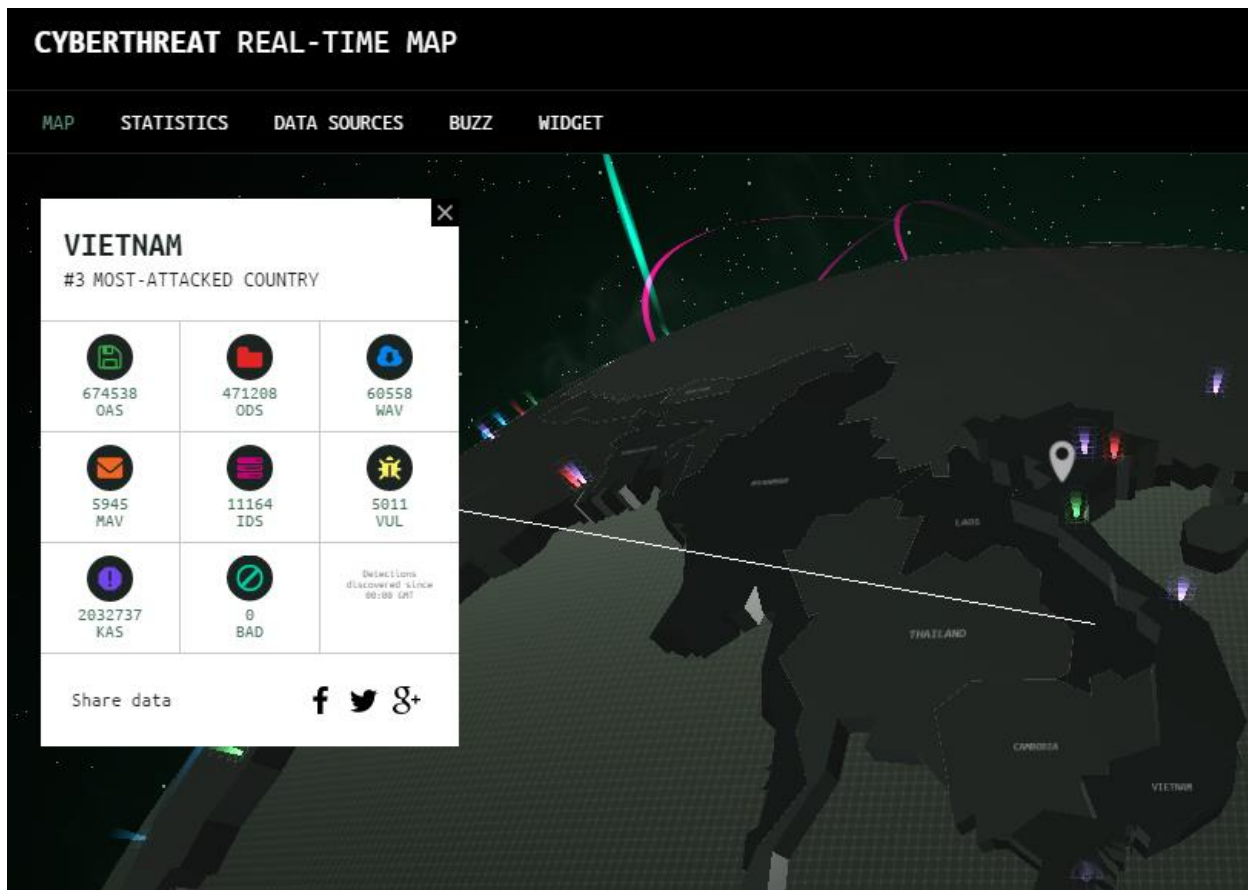 CYBERTHREAT REAL-TIME MAP
MAP STATISTICS DATA SOURCES BUZZ WIDGET
VIETNAM
#3 MOST-ATTACKED COUNTRY
674538
OAS
471208
ODS
60558
WAV
5945
MAV
11164
IDS
5011
VUL
2032737
KAS
0
BAD
Detections
discovered since
00:00 GMT
Share data
MYANMAR
LAOS
THAILAND
CAMBODIA
VIETNAM